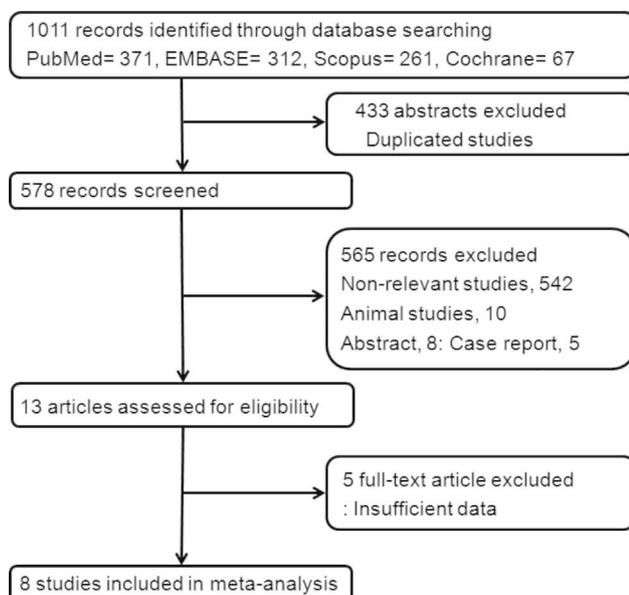 1011 records identified through database searching
PubMed= 371, EMBASE= 312, Scopus= 261, Cochrane= 67
433 abstracts excluded
Duplicated studies
578 records screened
565 records excluded
Non-relevant studies, 542
Animal studies, 10
Abstract, 8: Case report, 5
13 articles assessed for eligibility
5 full-text article excluded
: Insufficient data
8 studies included in meta-analysis